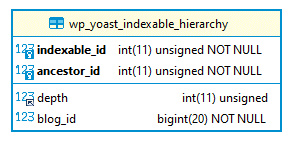 wp_yoast_indexable_hierarchy
123 indexable_id int(11) unsigned NOT NULL
123 ancestor_id int(11) unsigned NOT NULL
123 depth int(11) unsigned
123 blog_id bigint(20) NOT NULL